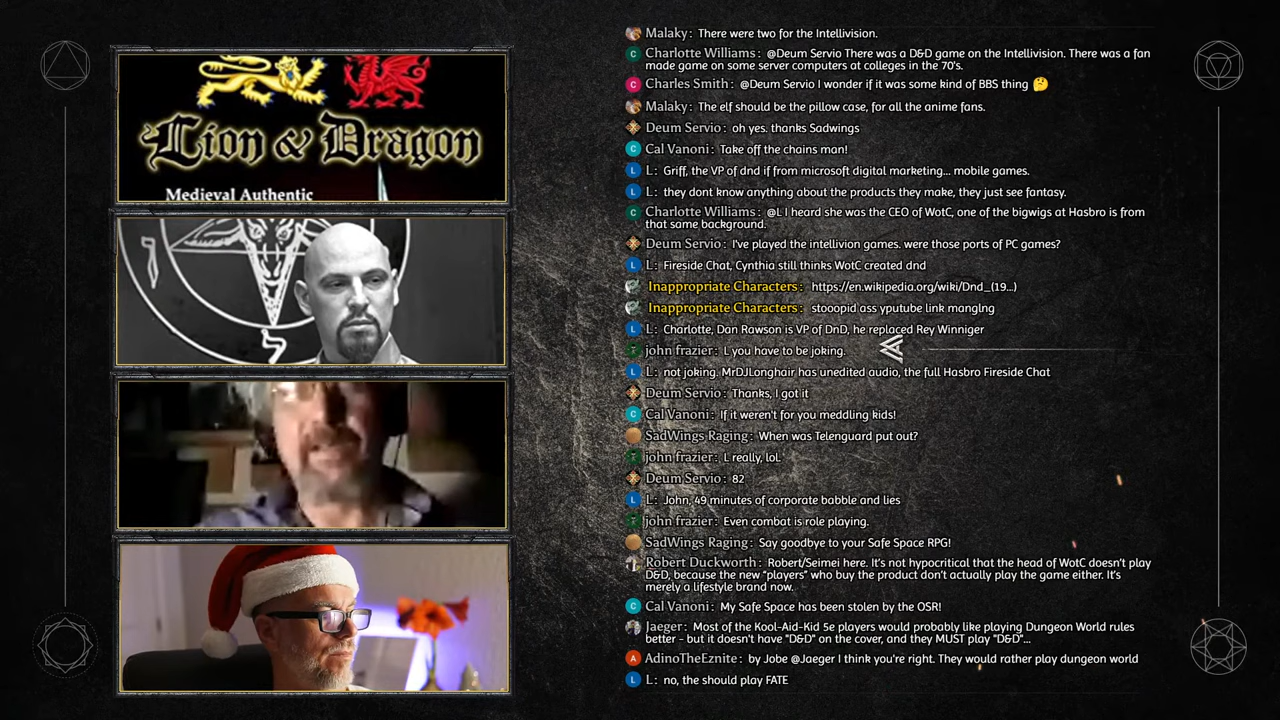 Lion & Dragon
Medieval Authentic
Malaky: There were two for the Intellivision.
Charlotte Williams: @Deum Servio There was a D&D game on the Intellivision. There was a fan
made game on some server computers at colleges in the 70's.
Charles Smith: @Deum Servio I wonder if it was some kind of BBS thing 🤔
Malaky: The elf should be the pillow case, for all the anime fans.
Deum Servio: oh yes. thanks Sadwings
Cal Vanoni: Take off the chains man!
L: Griff, the VP of dnd if from microsoft digital marketing... mobile games.
L: they dont know anything about the products they make, they just see fantasy.
Charlotte Williams: @L I heard she was the CEO of WotC, one of the bigwigs at Hasbro is from
that same background.
Deum Servio: I've played the intellivion games. were those ports of PC games?
L: Fireside Chat, Cynthia still thinks WotC created dnd
Inappropriate Characters: https://en.wikipedia.org/wiki/Dnd_(19...)
Inappropriate Characters: stooopid ass yputube link manglng
L: Charlotte, Dan Rawson is VP of DnD, he replaced Rey Winniger
john frazier: L you have to be joking.
L: not joking. MrDJLonghair has unedited audio, the full Hasbro Fireside Chat
Deum Servio: Thanks, I got it
Cal Vanoni: If it weren't for you meddling kids!
SadWings Raging: When was Telenguard put out?
john frazier: L really, lol.
Deum Servio: 82
L: John, 49 minutes of corporate babble and lies
john frazier: Even combat is role playing.
SadWings Raging: Say goodbye to your Safe Space RPG!
Robert Duckworth: Robert/Seimei here. It's not hypocritical that the head of WotC doesn't play
D&D, because the new "players" who buy the product don't actually play the game either. It's
merely a lifestyle brand now.
Cal Vanoni: My Safe Space has been stolen by the OSR!
Jaeger: Most of the Kool-Aid-Kid 5e players would probably like playing Dungeon World rules
better - but it doesn't have "D&D" on the cover, and they MUST play "D&D"...
AdinoTheEznite: by Jobe @Jaeger I think you're right. They would rather play dungeon world
L: no, the should play FATE